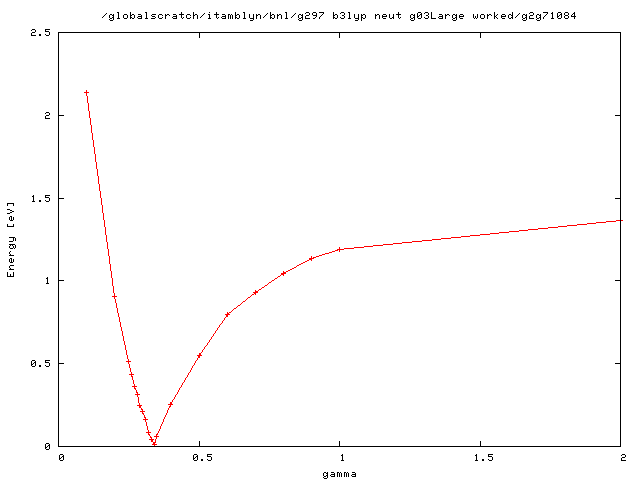 /globalscratch/itamblyn/bnl/g297 b3lyp neut g03Large worked/g2g71084
2.5
2
1.5
1
0.5
0
Energy [eV]
0 0.5 1 1.5 2
gamma